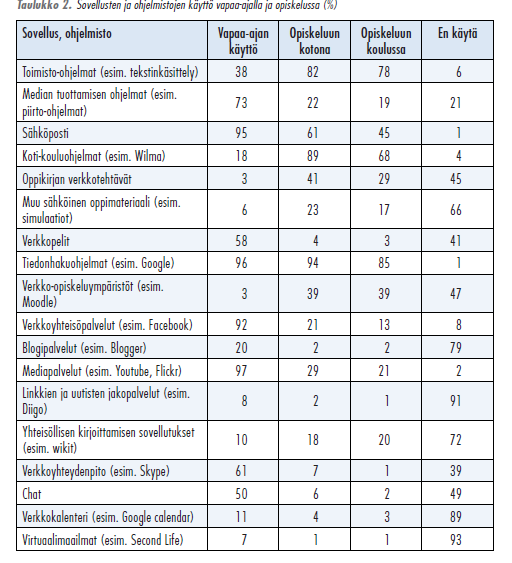 Taulukko 2. Sovellusten ja ohjelmistojen käyttö vapaa-ajalla ja opiskelussa (%)
Sovellus, ohjelmisto Vapaa-ajan käyttö Opiskeluun kotona Opiskeluun koulussa En käytä
Toimisto-ohjelmat (esim. tekstinkäsittely) 38 82 78 6
Median tuottamisen ohjelmat (esim.
piirto-ohjelmat) 73 22 19 21
Sähköposti 95 61 45 1
Koti-kouluohjelmat (esim. Wilma) 18 89 68 4
Oppikirjan verkkotehtävät 3 41 29 45
Muu sähköinen oppimateriaali (esim.
simulaatiot) 6 23 17 66
Verkkopelit 58 4 3 41
Tiedonhakuohjelmat (esim. Google) 96 94 85 1
Verkko-opiskeluympäristöt (esim.
Moodle) 3 39 39 47
Verkkoyhteisöpalvelut (esim. Facebook) 92 21 13 8
Blogipalvelut (esim. Blogger) 20 2 2 79
Mediapalvelut (esim. Youtube, Flickr) 97 29 21 2
Linkkien ja uutisten jakopalvelut (esim.
Diigo) 8 2 1 91
Yhteisöllisen kirjoittamisen sovellutukset
(esim. wikit) 10 18 20 72
Verkkoyhteydenpito (esim. Skype) 61 7 1 39
Chat 50 6 2 49
Verkkokalenteri (esim. Google calendar) 11 4 3 89
Virtuaalimaailmat (esim. Second Life) 7 1 1 93